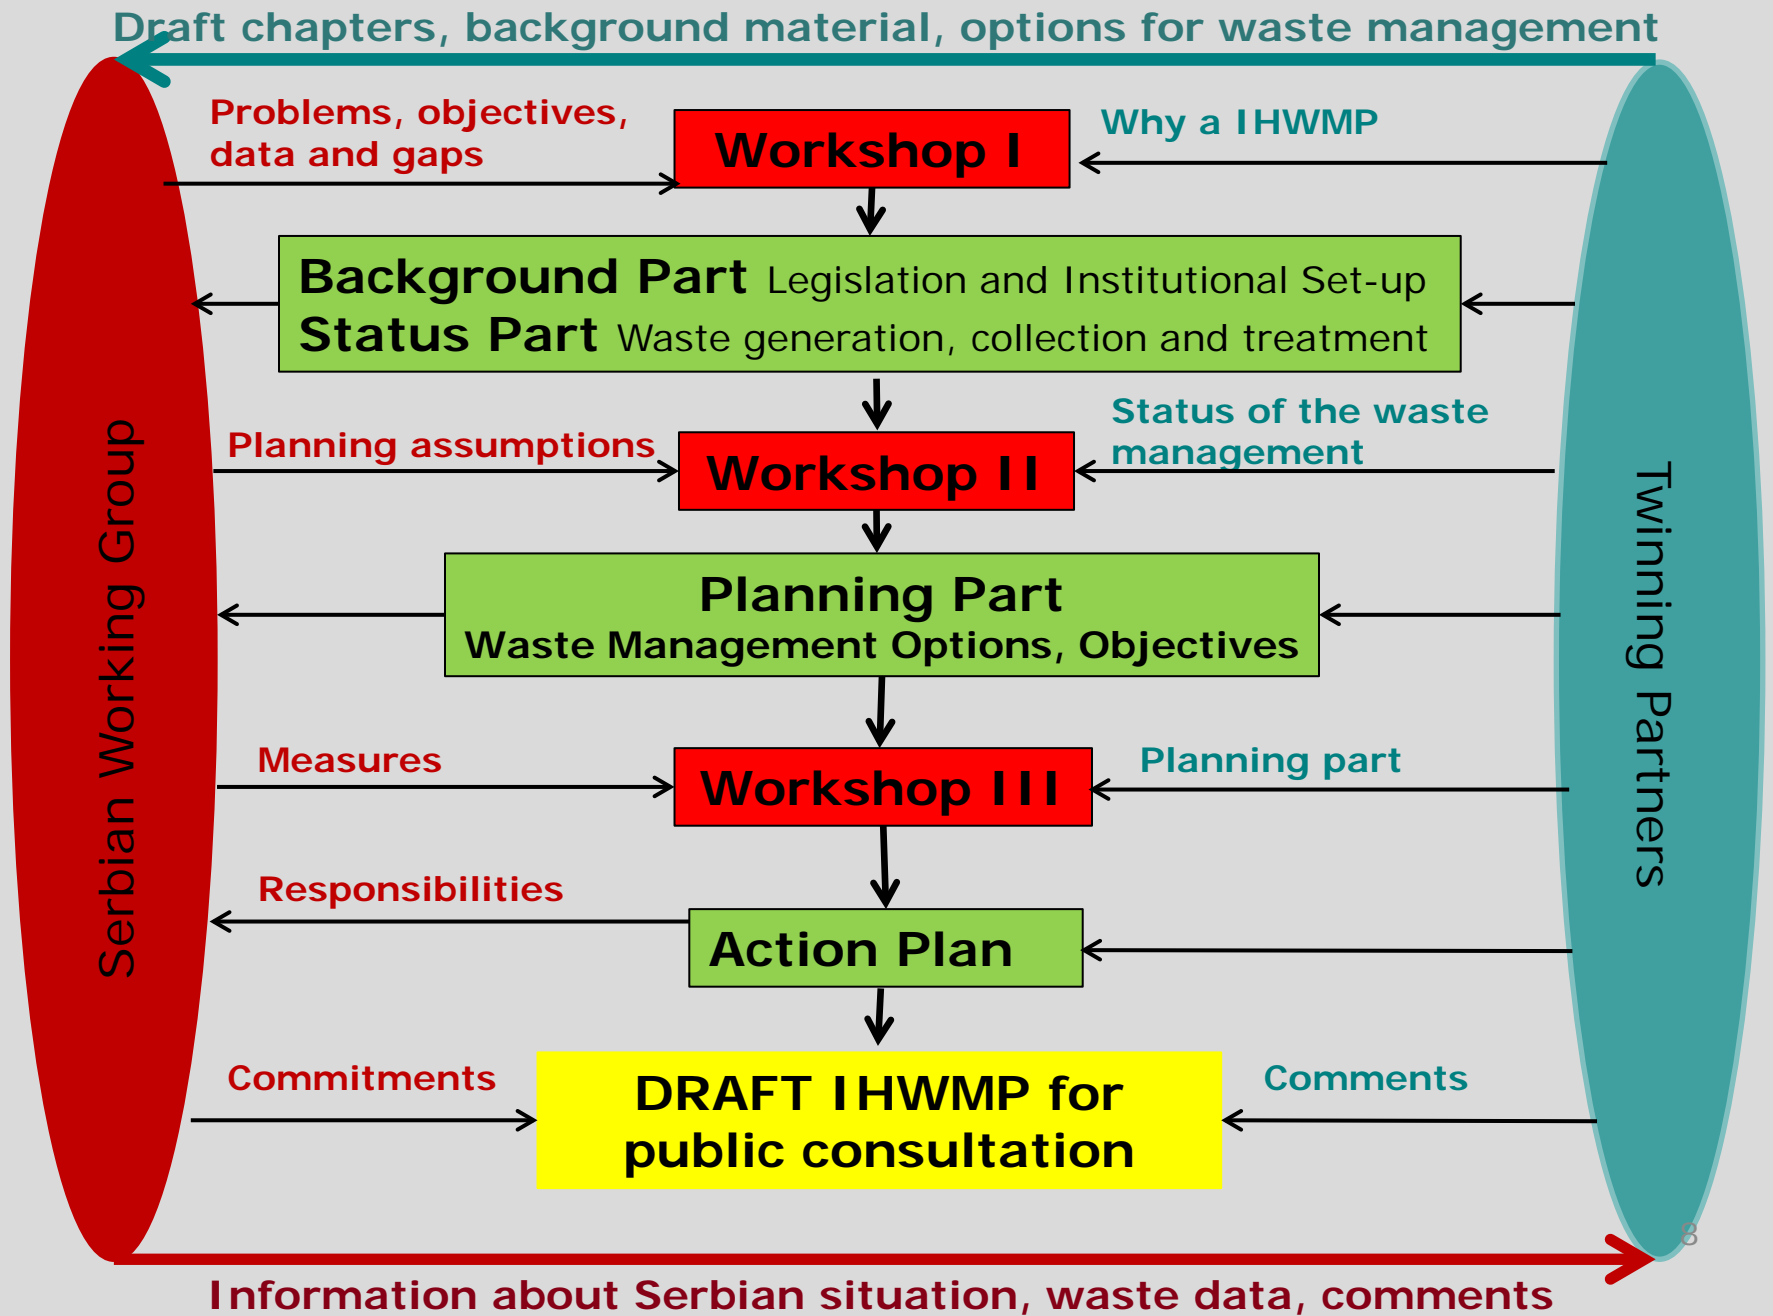 Draft chapters, background material, options for waste management
Problems, objectives,
data and gaps
Workshop I
Why a IHWMP
Background Part Legislation and Institutional Set-up
Status Part Waste generation, collection and treatment
Planning assumptions
Workshop II
Status of the waste
management
Serbian Working Group
Twinning Partners
Planning Part
Waste Management Options, Objectives
Measures
Workshop III
Planning part
Responsibilities
Action Plan
Commitments
DRAFT IHWMP for
public consultation
Comments
8
Information about Serbian situation, waste data, comments